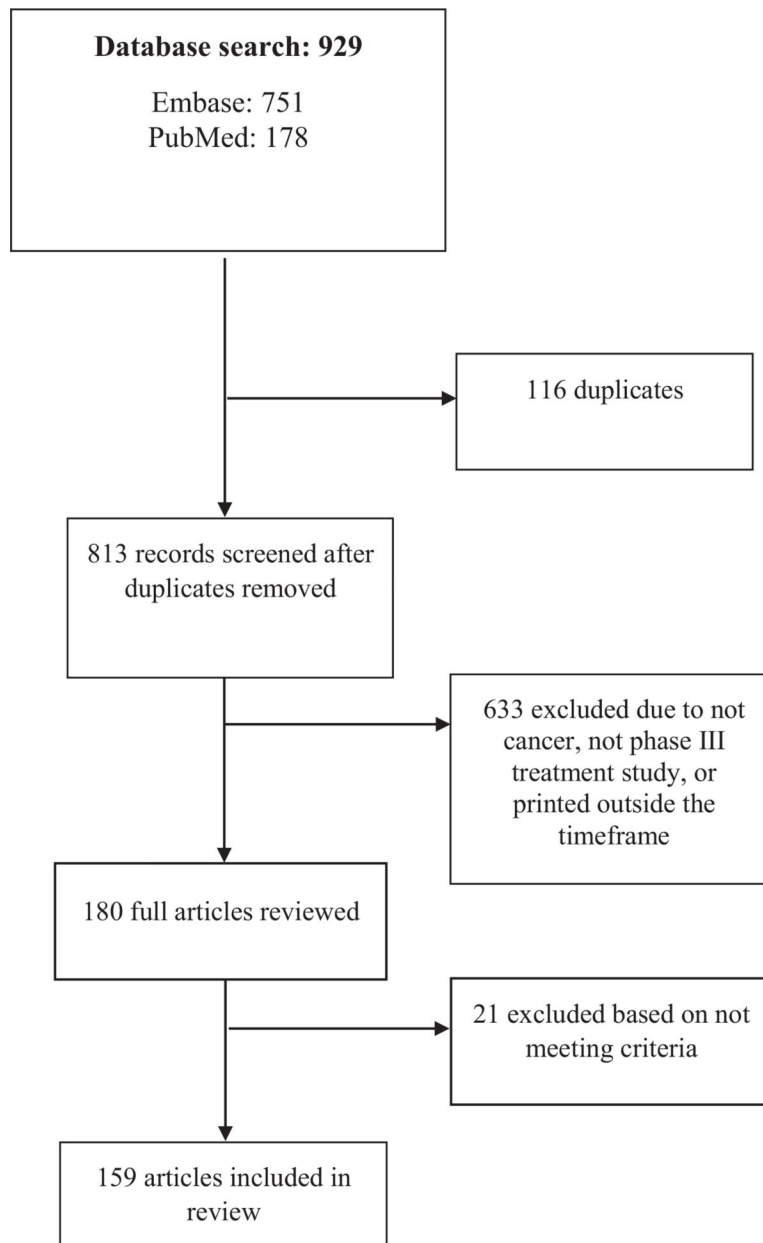 Database search: 929
Embase: 751
PubMed: 178
116 duplicates
813 records screened after
duplicates removed
633 excluded due to not
cancer, not phase III
treatment study, or
printed outside the
timeframe
180 full articles reviewed
21 excluded based on not
meeting criteria
159 articles included in
review